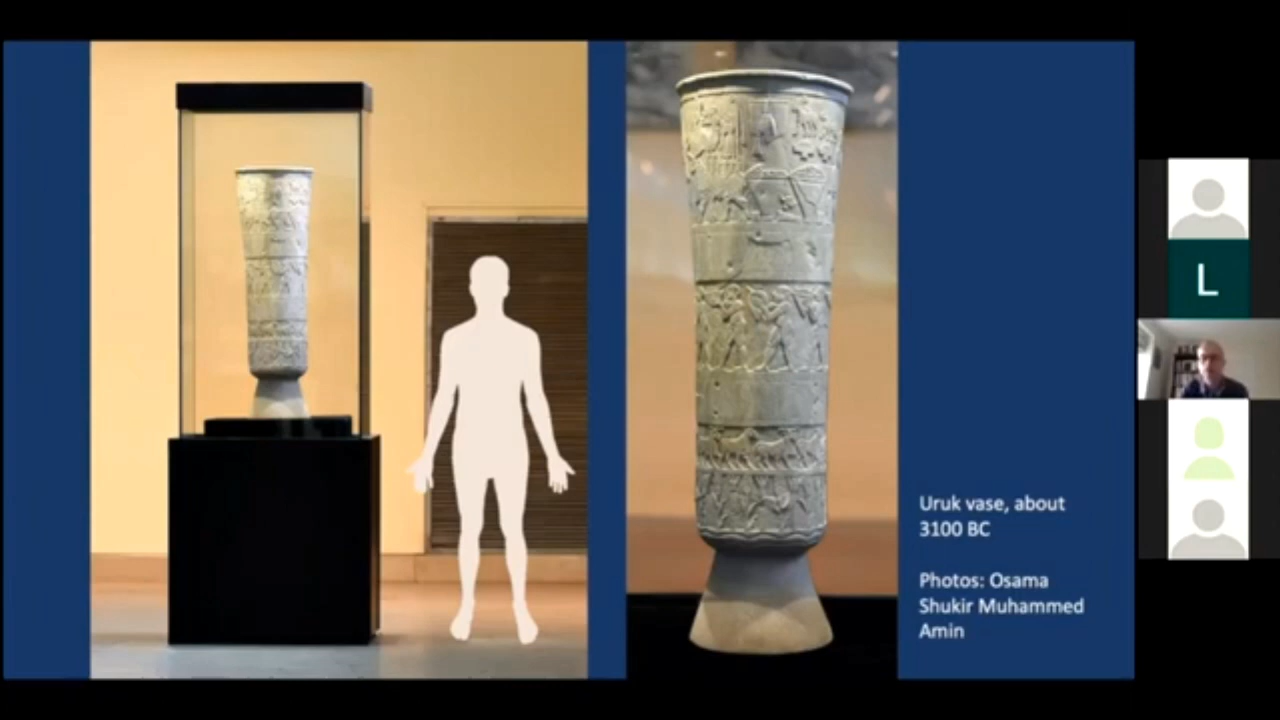 Uruk vase, about
3100 BC
Photos: Osama
Shukir Muhammed
Amin
L